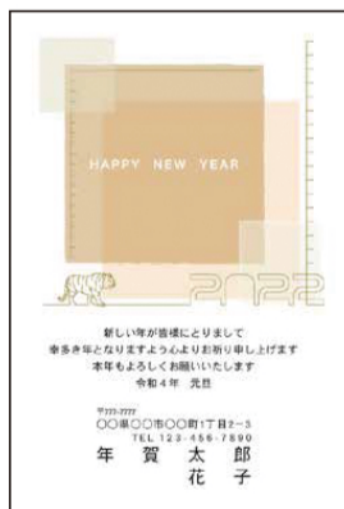 HAPPY NEW YEAR
2022
新しい年が皆様にとりまして
幸多き年となりますよう心よりお祈り申し上げます
本年もよろしくお願いいたします
令和4年 元旦
〒777-7777
〇〇県〇〇市〇〇町1丁目2-3
TEL 123-456-7890
年賀太郎
花子